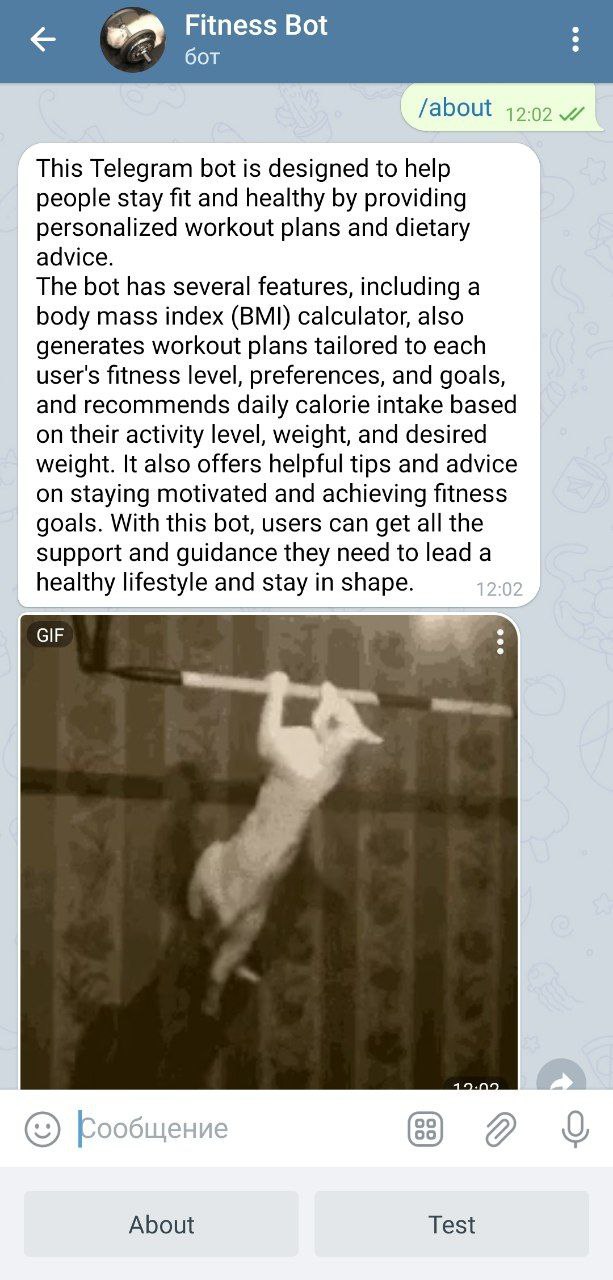 Fitness Bot
бот
/about 12:02
This Telegram bot is designed to help
people stay fit and healthy by providing
personalized workout plans and dietary
advice.
The bot has several features, including a
body mass index (BMI) calculator, also
generates workout plans tailored to each
user's fitness level, preferences, and goals,
and recommends daily calorie intake based
on their activity level, weight, and desired
weight. It also offers helpful tips and advice
on staying motivated and achieving fitness
goals. With this bot, users can get all the
support and guidance they need to lead a
healthy lifestyle and stay in shape. 12:02
GIF
12:02
Сообщение
About Test